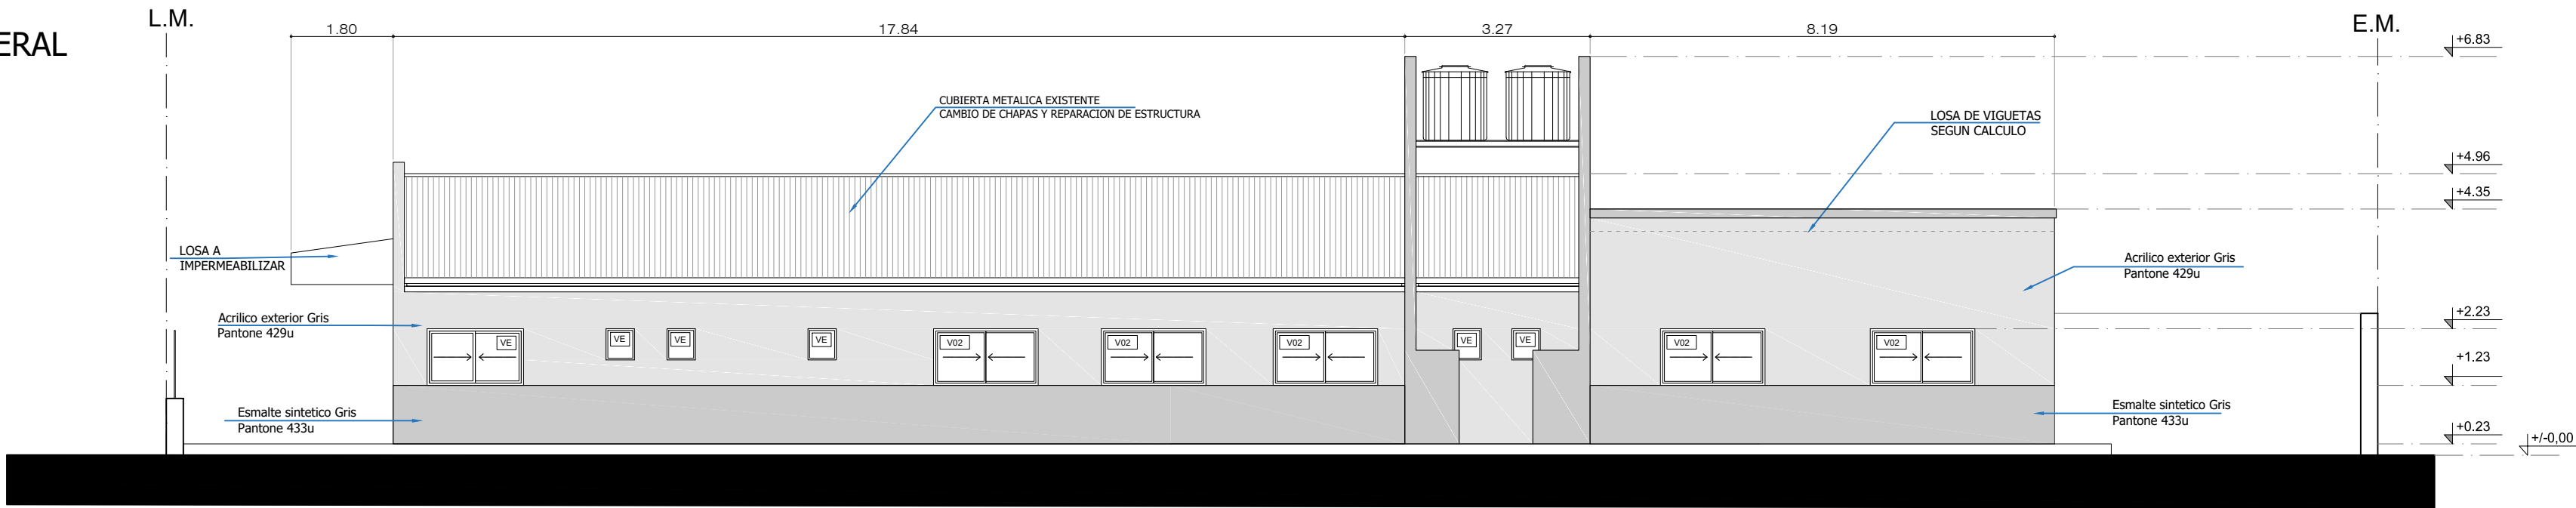 L.M.
1.80
17.84
3.27
8.19
E.M.
ERAL
+6.83
CUBIERTA METALICA EXISTENTE
CAMBIO DE CHAPAS Y REPARACION DE ESTRUCTURA
LOSA DE VIGUETAS
SEGUN CALCULO
+4.96
+4.35
LOSA A
IMPERMEABILIZAR
Acrilico exterior Gris
Pantone 429u
Acrilico exterior Gris
Pantone 429u
+2.23
VE
VE
VE
VE
V02
V02
V02
VE
VE
V02
V02
+1.23
Esmalte sintetico Gris
Pantone 433u
Esmalte sintetico Gris
Pantone 433u
+0.23
+/-0,00